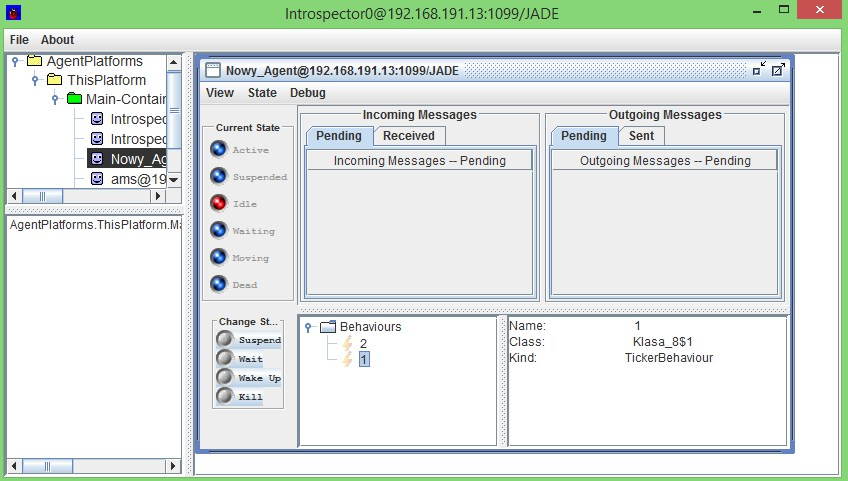 Introspector0@192.168.191.13:1099/JADE
File About
AgentPlatforms
ThisPlatform
Main-Contain
Introspec
Introspec
Nowy_Ag
ams@19
AgentPlatforms.ThisPlatform.Ma
Nowy_Agent@192.168.191.13:1099/JADE
View State Debug
Current State
Active
Suspended
Idle
Waiting
Moving
Dead
Change St...
Suspend
Wait
Wake Up
Kill
Incoming Messages
Pending Received
Incoming Messages -- Pending
Outgoing Messages
Pending Sent
Outgoing Messages -- Pending
Behaviours
2
1
Name: 1
Class: Klasa_8$1
Kind: TickerBehaviour